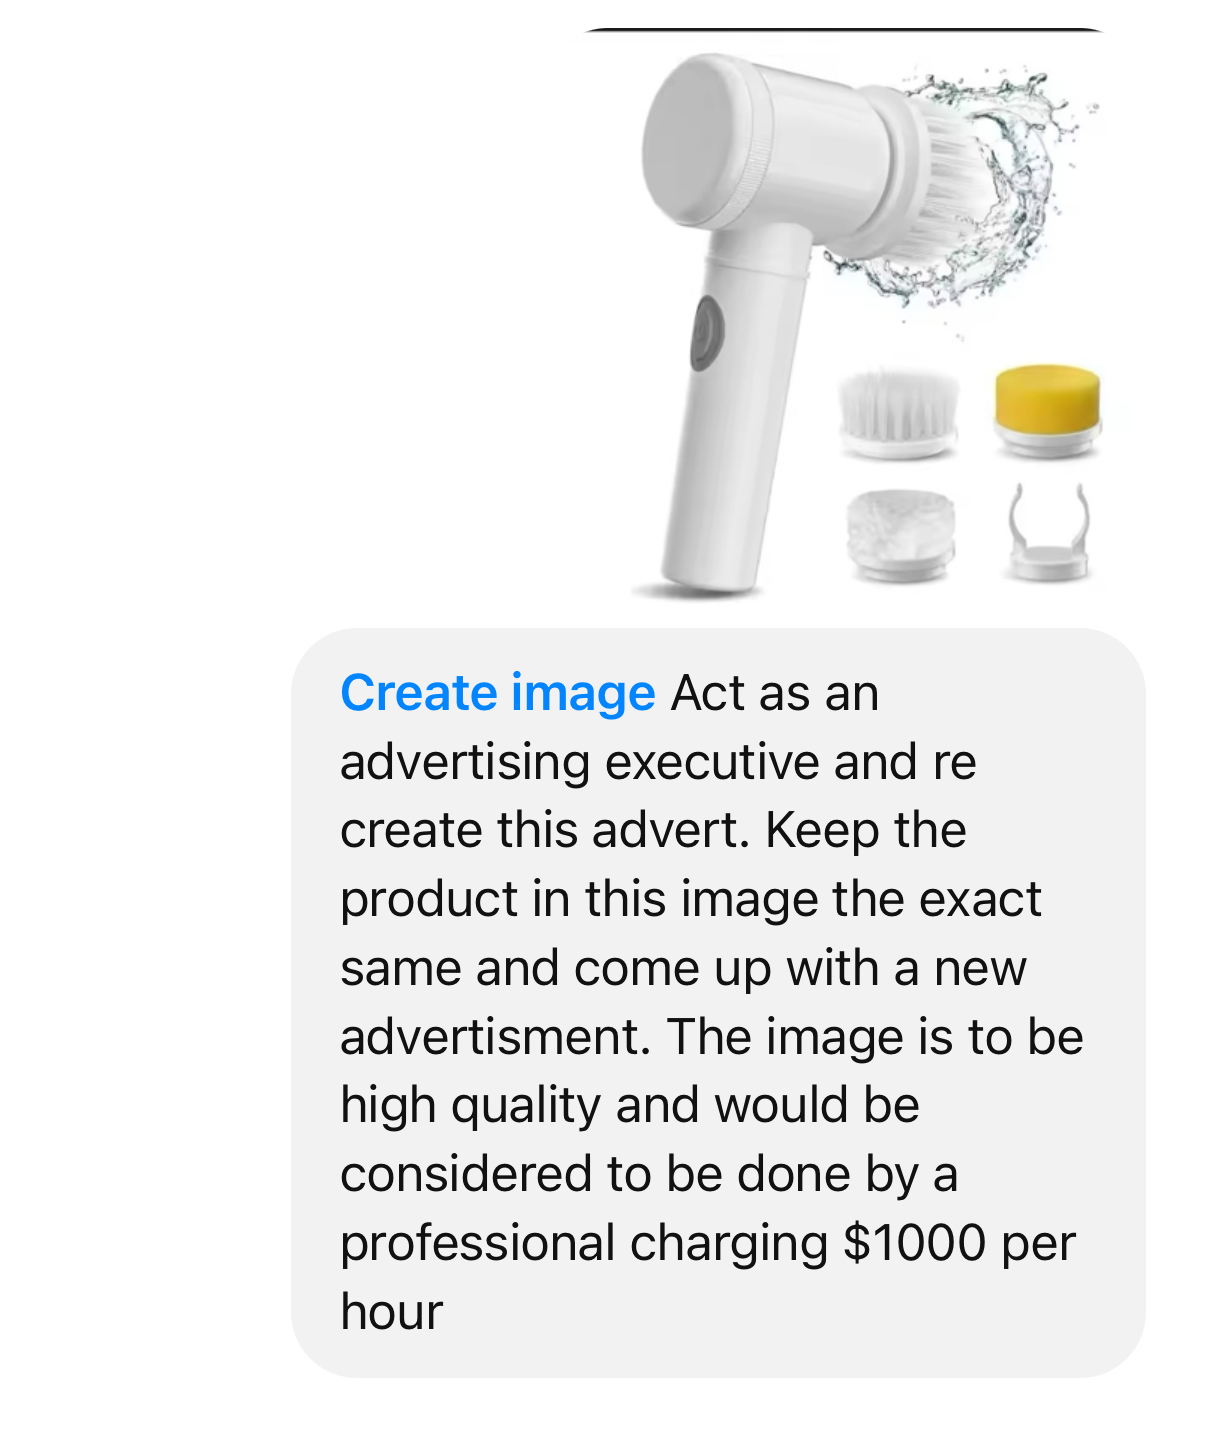 Create image Act as an
advertising executive and re
create this advert. Keep the
product in this image the exact
same and come up with a new
advertisment. The image is to be
high quality and would be
considered to be done by a
professional charging $1000 per
hour